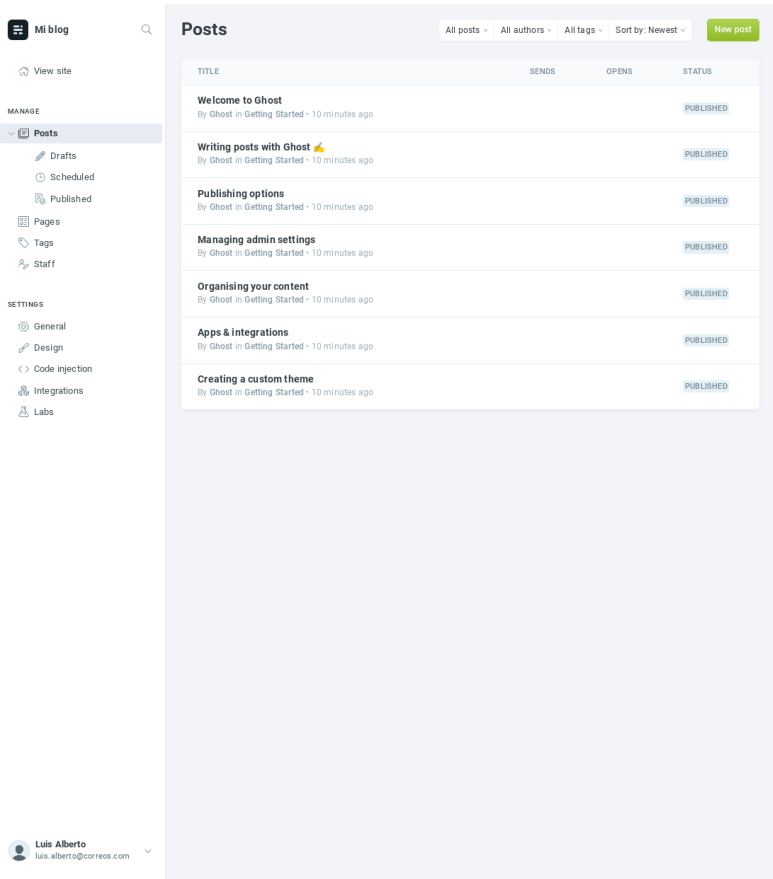 Mi blog
View site
MANAGE
Posts
Drafts
Scheduled
Published
Pages
Tags
Staff
SETTINGS
General
Design
Code injection
Integrations
Labs
Luis Alberto
luis.alberto@correos.com
Posts
All posts All authors All tags Sort by: Newest New post
TITLE SENDS OPENS STATUS
Welcome to Ghost
By Ghost in Getting Started • 10 minutes ago PUBLISHED
Writing posts with Ghost ✍️
By Ghost in Getting Started • 10 minutes ago PUBLISHED
Publishing options
By Ghost in Getting Started • 10 minutes ago PUBLISHED
Managing admin settings
By Ghost in Getting Started • 10 minutes ago PUBLISHED
Organising your content
By Ghost in Getting Started • 10 minutes ago PUBLISHED
Apps & integrations
By Ghost in Getting Started • 10 minutes ago PUBLISHED
Creating a custom theme
By Ghost in Getting Started • 10 minutes ago PUBLISHED